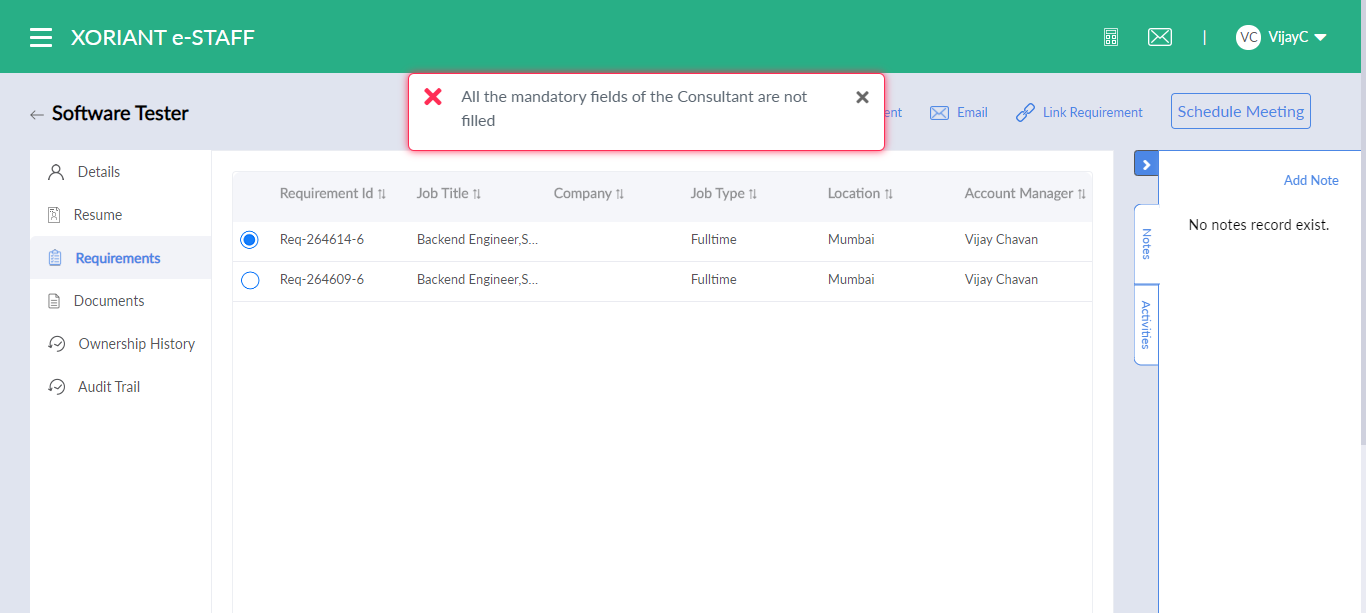 XORIANT e-STAFF
VC VijayC
All the mandatory fields of the Consultant are not
filled
Software Tester
Email
Link Requirement
Schedule Meeting
Details
Resume
Requirements
Documents
Ownership History
Audit Trail
Requirement Id Job Title Company Job Type Location Account Manager
Req-264614-6 Backend Engineer,S... Fulltime Mumbai Vijay Chavan
Req-264609-6 Backend Engineer,S... Fulltime Mumbai Vijay Chavan
Add Note
No notes record exist.
Notes
Activities